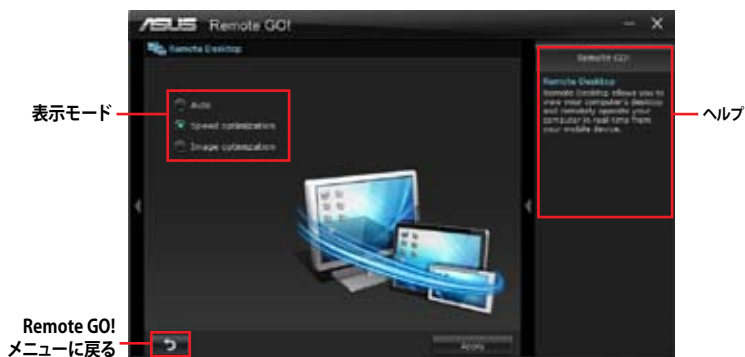 ASUS Remote GO!
Remote Desktop
表示モード
Auto
Speed optimization
Image optimization
Remote GO!
メニューに戻る
Apply
Remote GO!
Remote Desktop
Remote Desktop allows you to
view your computer's desktop
and remotely operate your
computer in real time from
your mobile device.
ヘルプ